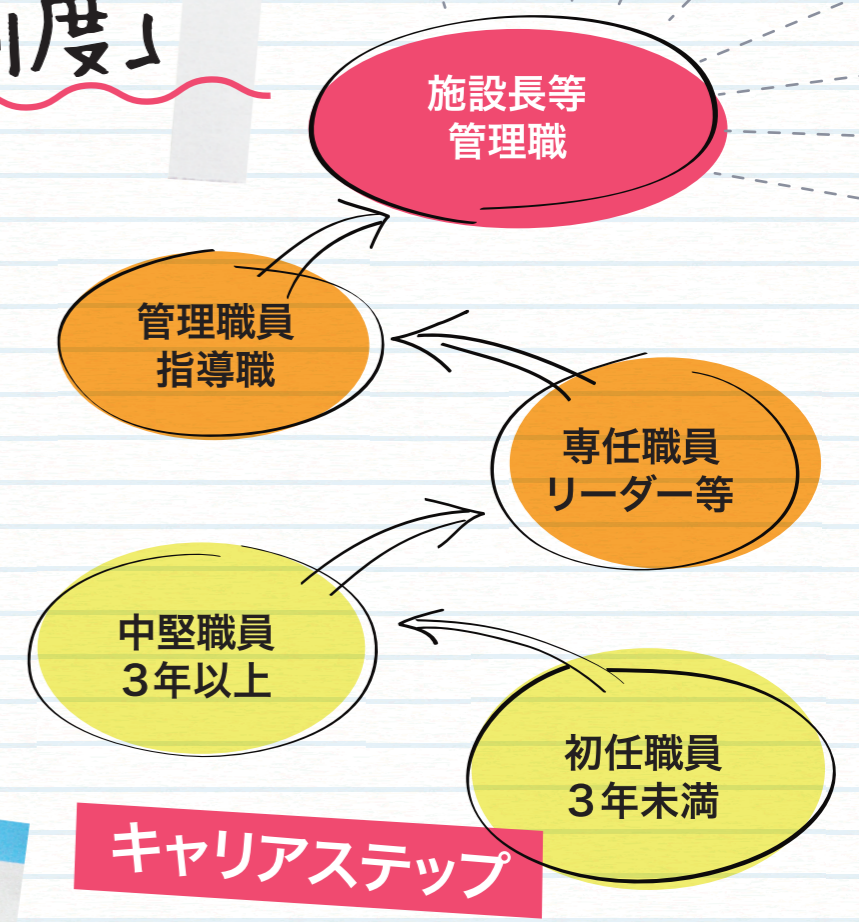 度」
施設長等
管理職
管理職員
指導職
専任職員
リーダー等
中堅職員
3年以上
初任職員
3年未満
キャリアステップ